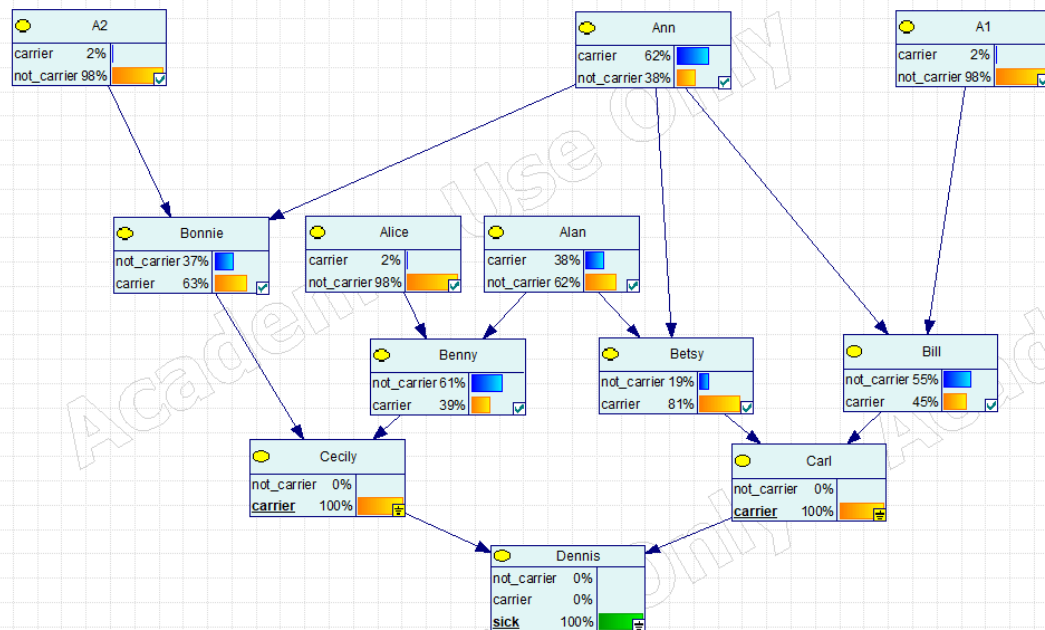 A2
carrier 2%
not_carrier 98%
Ann
carrier 62%
not_carrier 38%
A1
carrier 2%
not_carrier 98%
Bonnie
not_carrier 37%
carrier 63%
Alice
carrier 2%
not_carrier 98%
Alan
carrier 38%
not_carrier 62%
Benny
not_carrier 61%
carrier 39%
Betsy
not_carrier 19%
carrier 81%
Bill
not_carrier 55%
carrier 45%
Cecily
not_carrier 0%
carrier 100%
Carl
not_carrier 0%
carrier 100%
Dennis
not_carrier 0%
carrier 0%
sick 100%
Academic Use Only